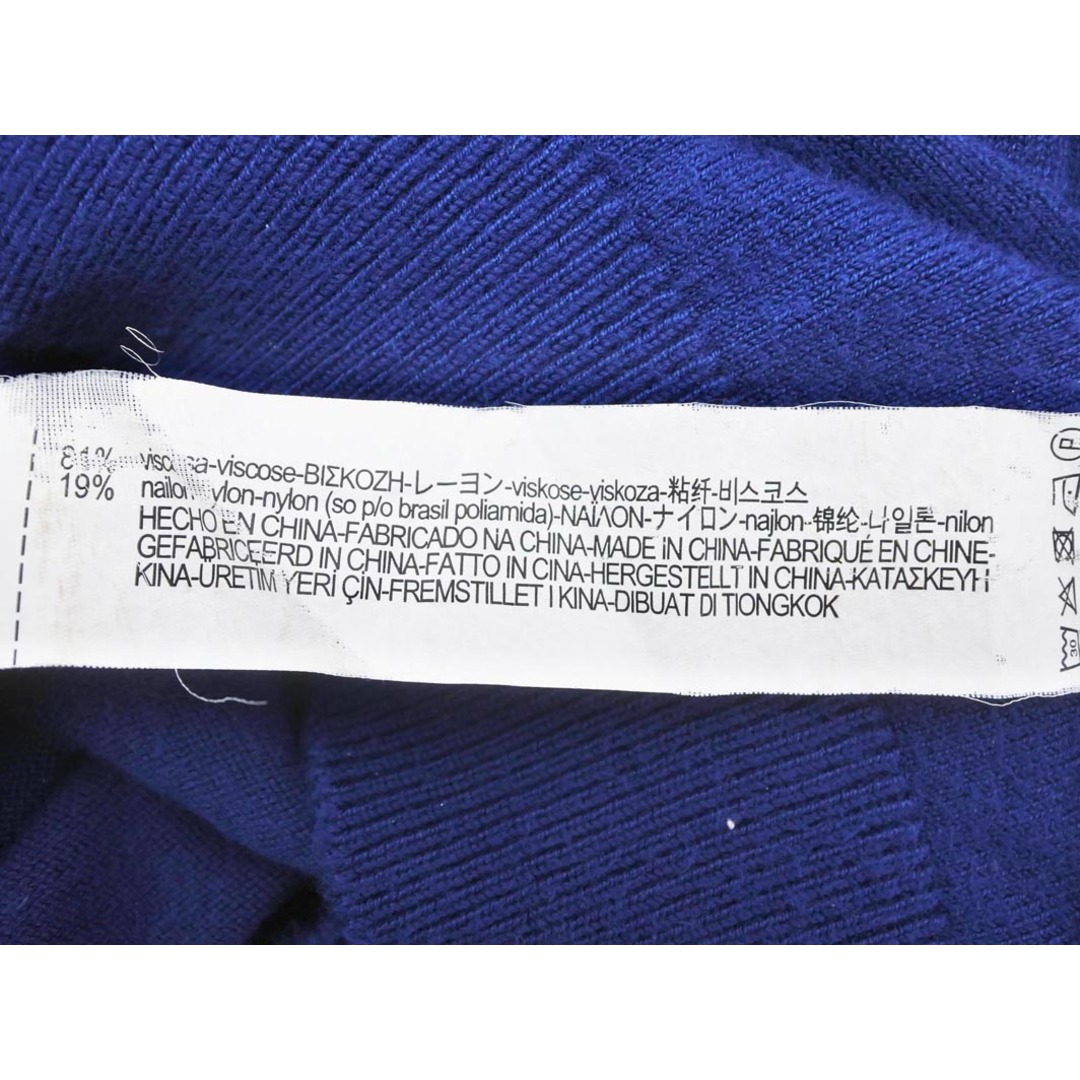 81% viscosa-viscose-ΒΙΣΚΟΖΗ-レーヨン-viskose-viskoza-粘纤-비스코스
19% nailon-nylon-nylon (so p/o brasil poliamida)-ΝΑΪΛΟΝ-ナイロン-najlon-锦纶-나일론-nilon
HECHO EN CHINA-FABRICADO NA CHINA-MADE IN CHINA-FABRIQUÉ EN CHINE-
GEFABRICEERD IN CHINA-FATTO IN CINA-HERGESTELLT IN CHINA-ΚΑΤΑΣΚΕΥΗ
KINA-ÜRETIM YERİ ÇİN-FREMSTILLET I KINA-DIBUAT DI TIONGKOK
P
30